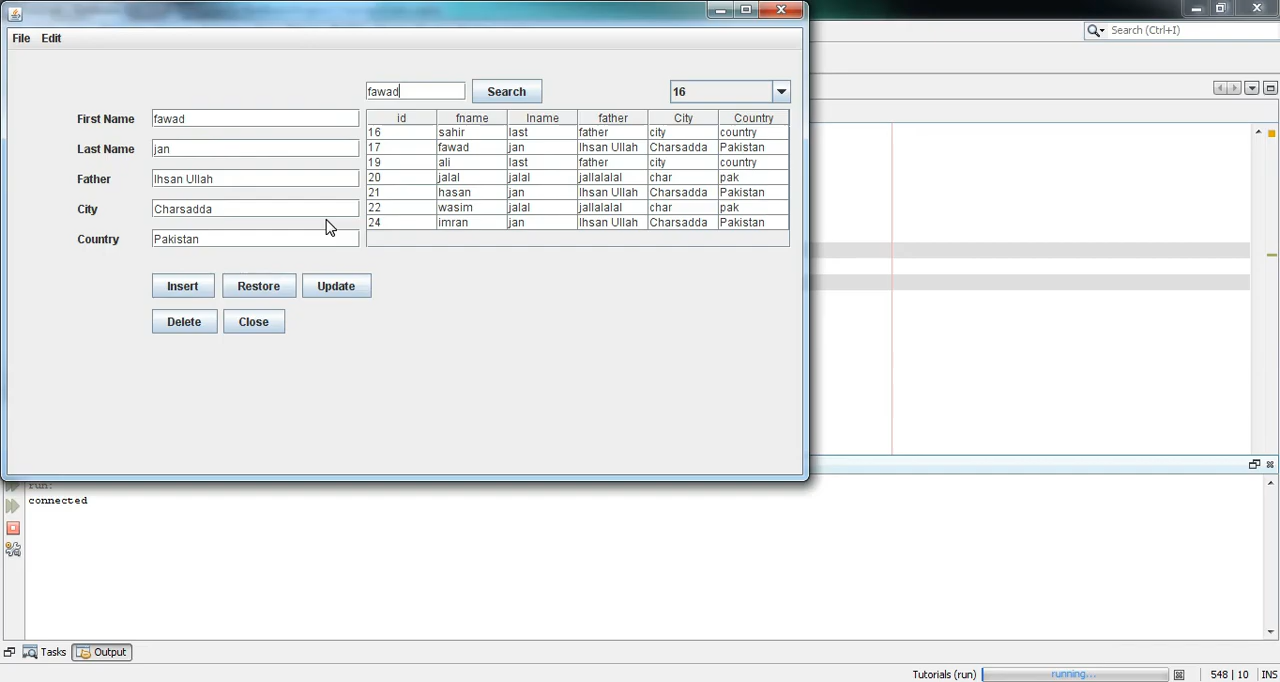 File Edit
Search (Ctrl+I)
fawad Search 16
First Name fawad
Last Name jan
Father Ihsan Ullah
City Charsadda
Country Pakistan
id fname lname father City Country
16 sahir last father city country
17 fawad jan Ihsan Ullah Charsadda Pakistan
19 ali last father city country
20 jalal jalal jallalalal char pak
21 hasan jan Ihsan Ullah Charsadda Pakistan
22 wasim jalal jallalalal char pak
24 imran jan Ihsan Ullah Charsadda Pakistan
Insert Restore Update
Delete Close
run:
connected
Tasks Output
Tutorials (run) running... 548 | 10 INS